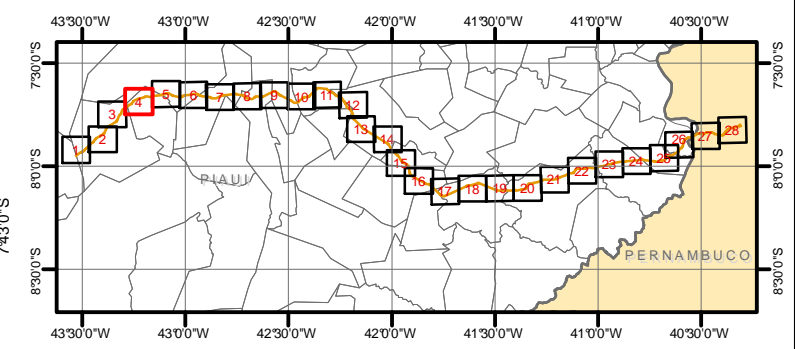 43°30'0"W 43°0'0"W 42°30'0"W 42°0'0"W 41°30'0"W 41°0'0"W 40°30'0"W
7°30'0"S 7°30'0"S
1 2 3 4 5 6 7 8 9 10 11 12 13 14 15 16 17 18 19 20 21 22 23 24 25 26 27 28
8°0'0"S 8°0'0"S
PIAUI
7°43'0"S
PERNAMBUCO
8°30'0"S 8°30'0"S
43°30'0"W 43°0'0"W 42°30'0"W 42°0'0"W 41°30'0"W 41°0'0"W 40°30'0"W